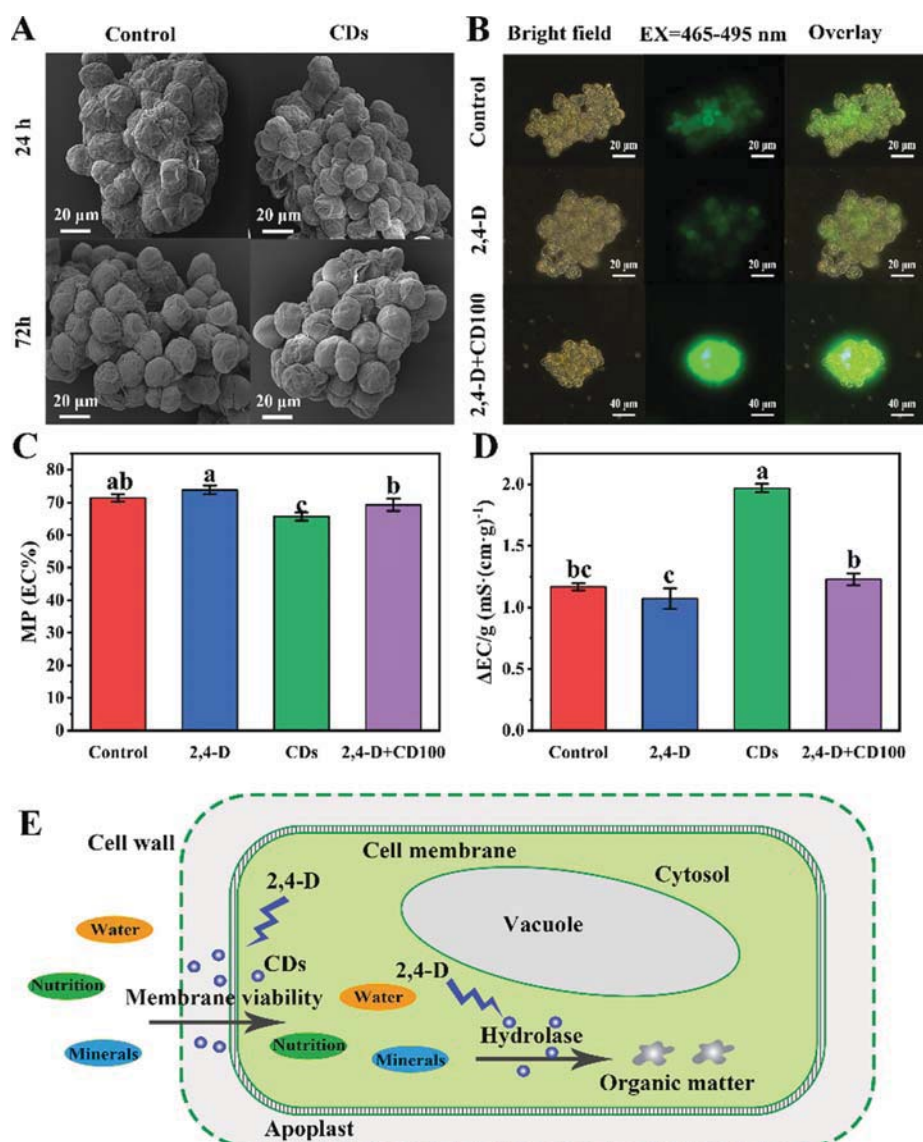 A
Control
CDs
24 h
20 µm
20 µm
72h
20 µm
20 µm
B
Bright field
EX=465-495 nm
Overlay
Control
20 µm
20 µm
20 µm
2,4-D
20 µm
20 µm
20 µm
2,4-D+CD100
40 µm
40 µm
40 µm
C
MP (EC%)
80
70
60
50
40
30
20
10
0
ab
a
c
b
Control
2,4-D
CDs
2,4-D+CD100
D
ΔEC/g (mS·(cm·g)⁻¹
2.0
1.5
1.0
0.5
0.0
bc
c
a
b
Control
2,4-D
CDs
2,4-D+CD100
E
Cell wall
Cell membrane
Cytosol
2,4-D
Vacuole
Water
CDs
2,4-D
Nutrition
Membrane viability
Water
Hydrolase
Minerals
Nutrition
Minerals
Organic matter
Apoplast